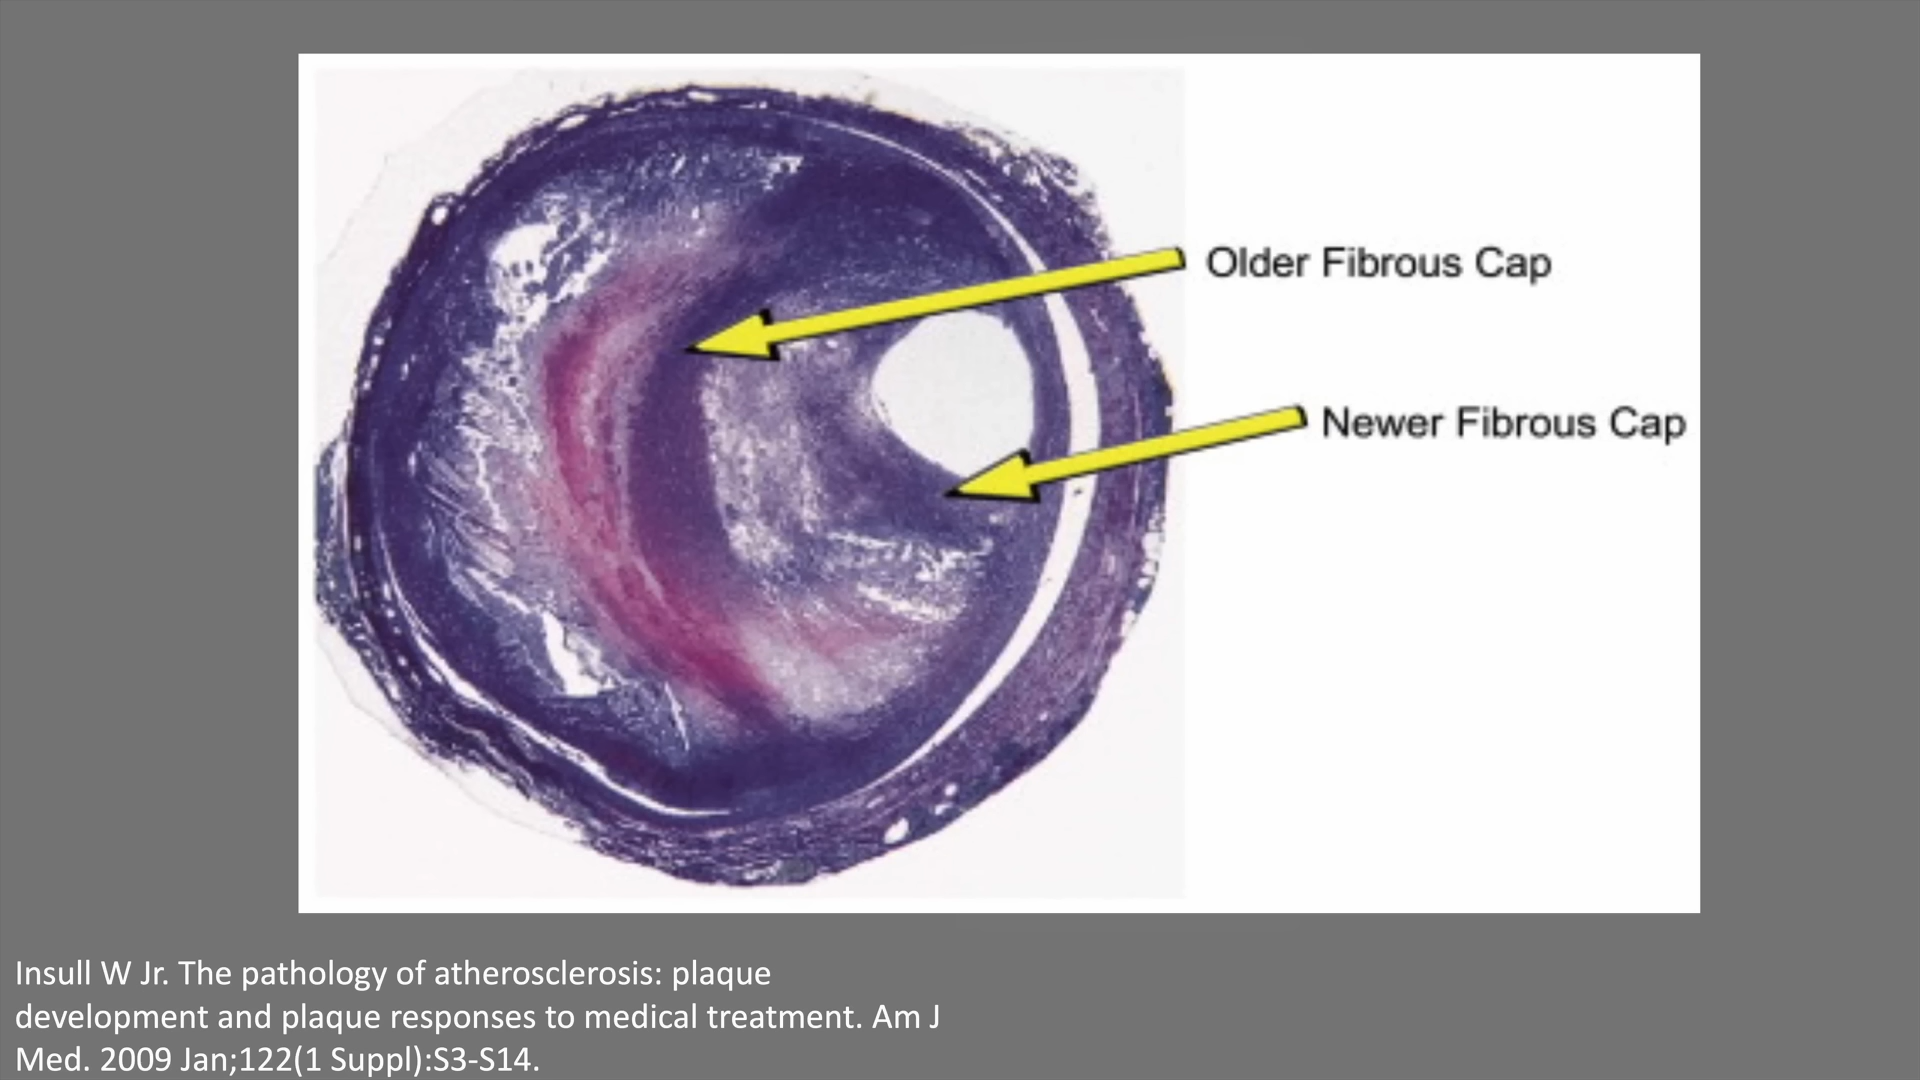 Older Fibrous Cap
Newer Fibrous Cap
Insull W Jr. The pathology of atherosclerosis: plaque
development and plaque responses to medical treatment. Am J
Med. 2009 Jan;122(1 Suppl):S3-S14.